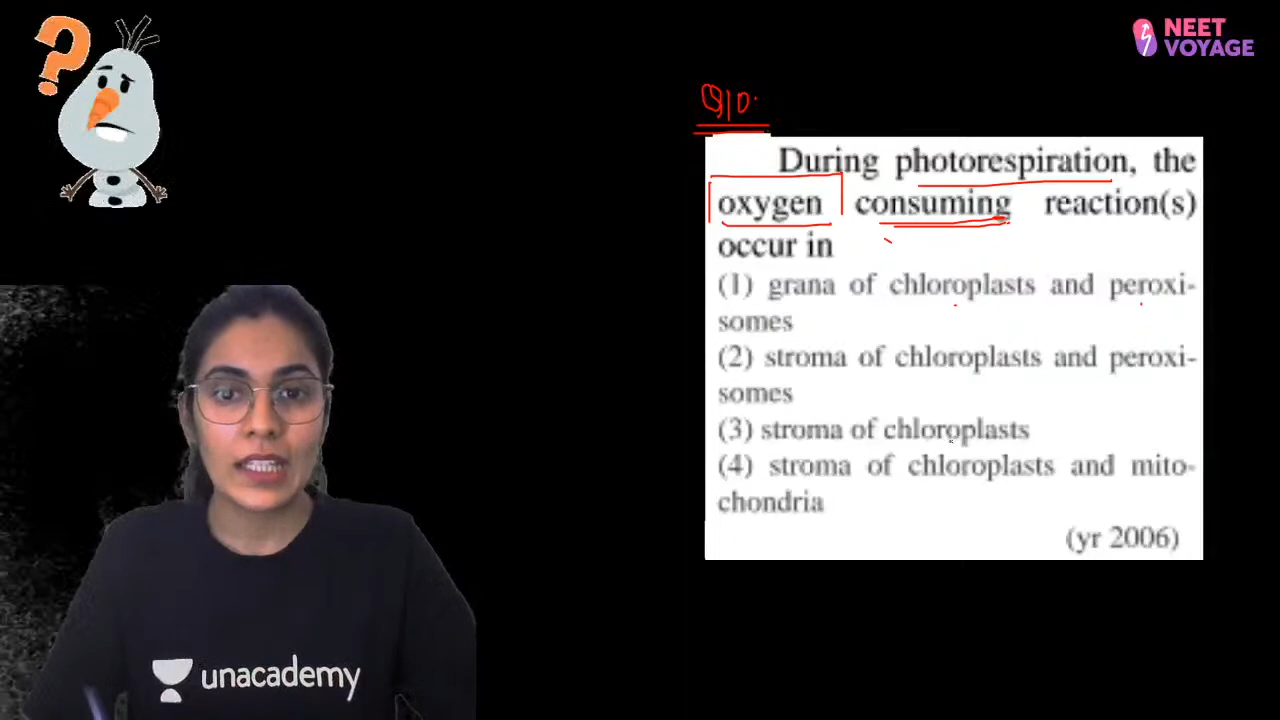 ?
NEET
VOYAGE
Q10.
During photorespiration, the
oxygen consuming reaction(s)
occur in
(1) grana of chloroplasts and peroxi-
somes
(2) stroma of chloroplasts and peroxi-
somes
(3) stroma of chloroplasts
(4) stroma of chloroplasts and mito-
chondria
(yr 2006)
unacademy